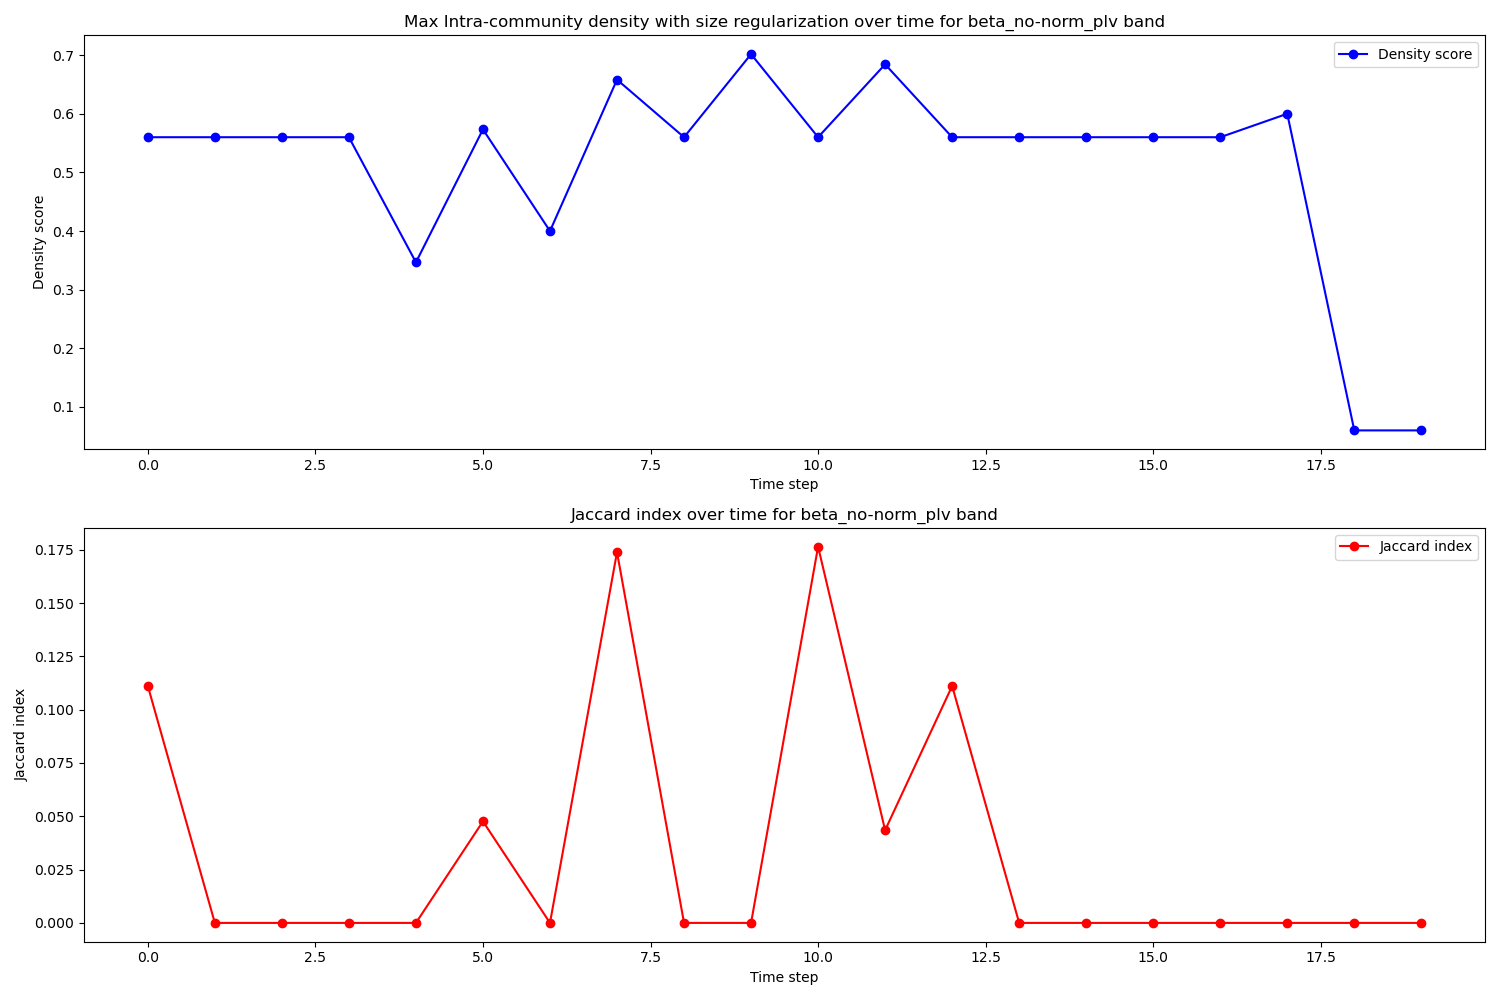 Max Intra-community density with size regularization over time for beta_no-norm_plv band
Density score
0.7
0.6
0.5
0.4
0.3
0.2
0.1
Density score
0.0 2.5 5.0 7.5 10.0 12.5 15.0 17.5
Time step
Jaccard index over time for beta_no-norm_plv band
Jaccard index
0.175
0.150
0.125
0.100
0.075
0.050
0.025
0.000
Jaccard index
0.0 2.5 5.0 7.5 10.0 12.5 15.0 17.5
Time step